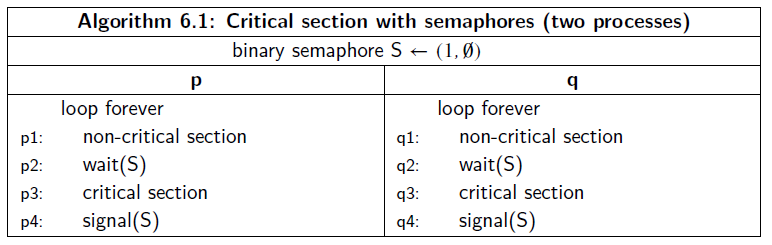 Algorithm 6.1: Critical section with semaphores (two processes)
binary semaphore S ← (1, Ø)
p q
loop forever loop forever
p1: non-critical section q1: non-critical section
p2: wait(S) q2: wait(S)
p3: critical section q3: critical section
p4: signal(S) q4: signal(S)